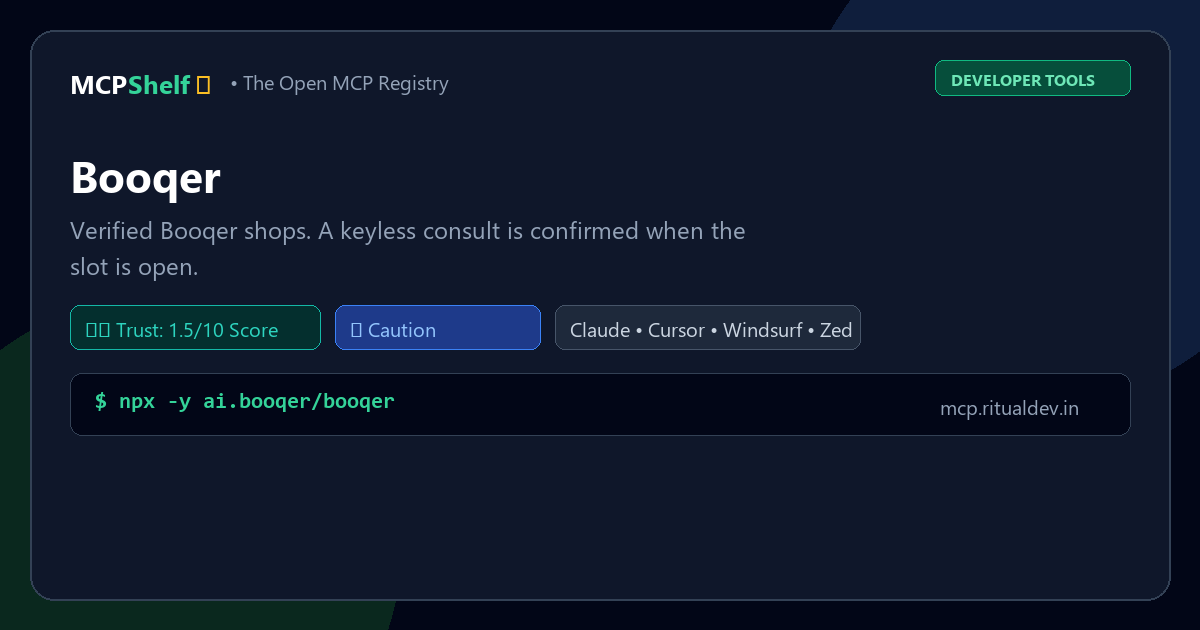 MCPShelf • The Open MCP Registry
DEVELOPER TOOLS
Booqer
Verified Booqer shops. A keyless consult is confirmed when the
slot is open.
Trust: 1.5/10 Score
Caution
Claude • Cursor • Windsurf • Zed
$ npx -y ai.booqer/booqer
mcp.ritualdev.in